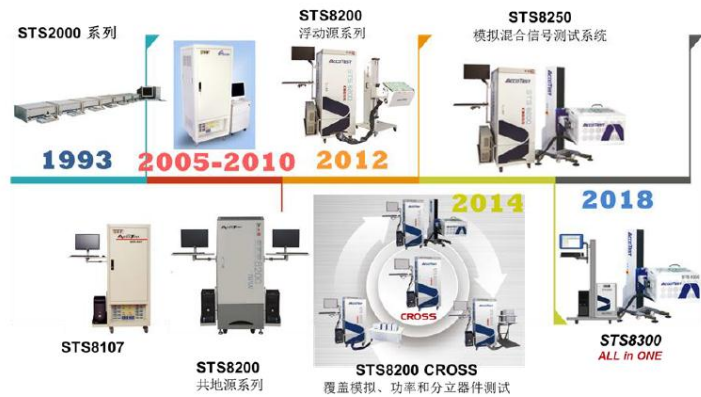 STS2000 系列
STS8200
浮动源系列
STS8250
模拟混合信号测试系统
ACCOTEST
1993
2005-2010
2012
2014
2018
STS8107
STS8200
共地源系列
CROSS
STS8200 CROSS
覆盖模拟、功率和分立器件测试
STS8300
ALL in ONE